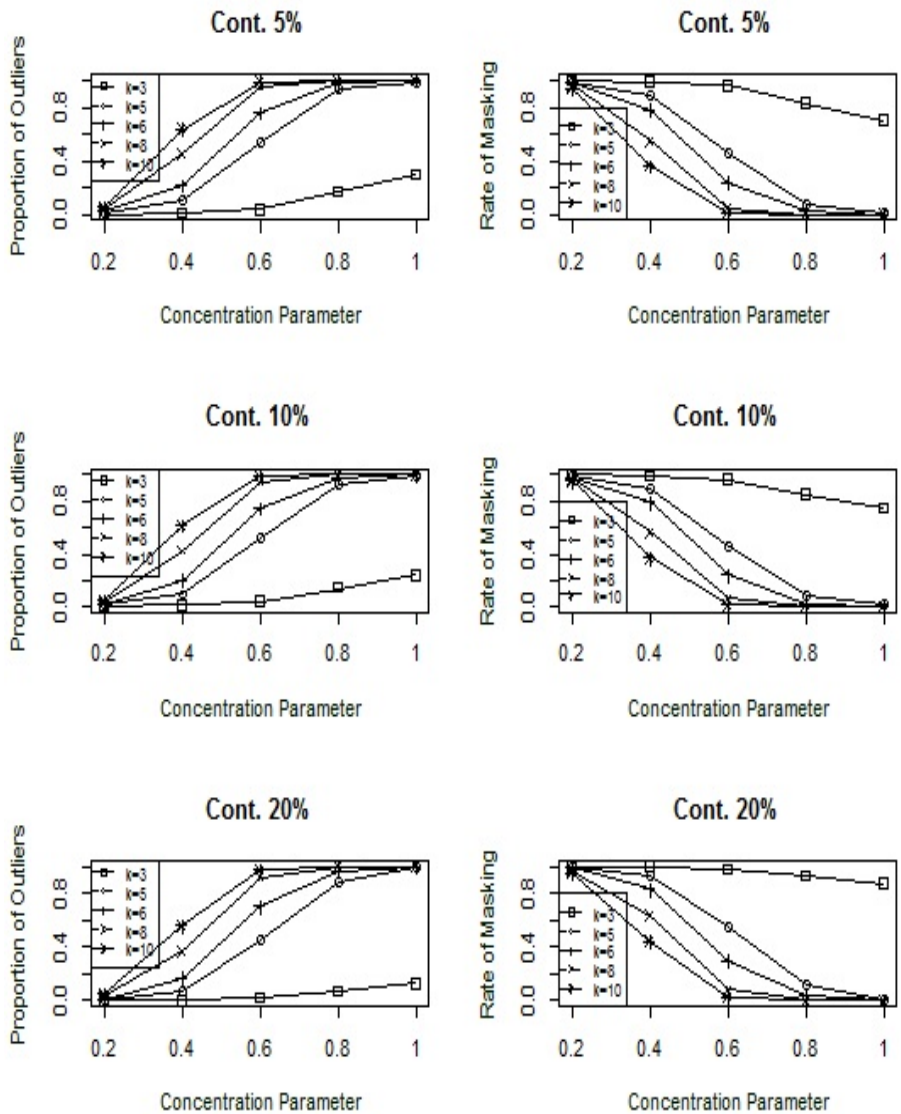 Cont. 5%
Proportion of Outliers
0.0 0.4 0.8
k=3
k=5
k=6
k=8
k=10
0.2 0.4 0.6 0.8 1
Concentration Parameter
Cont. 5%
Rate of Masking
0.0 0.4 0.8
k=3
k=5
k=6
k=8
k=10
0.2 0.4 0.6 0.8 1
Concentration Parameter
Cont. 10%
Proportion of Outliers
0.0 0.4 0.8
k=3
k=5
k=6
k=8
k=10
0.2 0.4 0.6 0.8 1
Concentration Parameter
Cont. 10%
Rate of Masking
0.0 0.4 0.8
k=3
k=5
k=6
k=8
k=10
0.2 0.4 0.6 0.8 1
Concentration Parameter
Cont. 20%
Proportion of Outliers
0.0 0.4 0.8
k=3
k=5
k=6
k=8
k=10
0.2 0.4 0.6 0.8 1
Concentration Parameter
Cont. 20%
Rate of Masking
0.0 0.4 0.8
k=3
k=5
k=6
k=8
k=10
0.2 0.4 0.6 0.8 1
Concentration Parameter